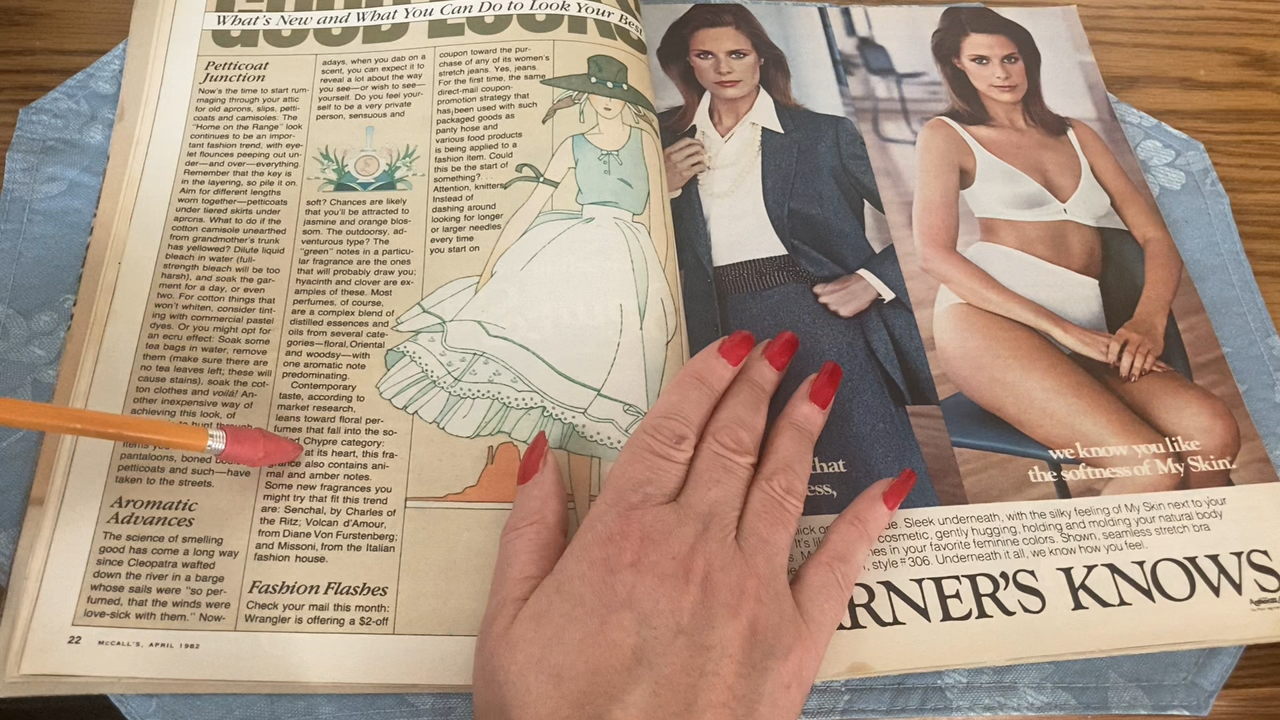 GOOD LOOKS
What's New and What You Can Do to Look Your Best
Petticoat
Junction
Now's the time to start rum-
maging through your attic
for old aprons, slips, petti-
coats and camisoles: The
"Home on the Range" look
continues to be an impor-
tant fashion trend, with eye-
let flounces peeping out un-
der—and over—everything.
Remember that the key is
in the layering, so pile it on.
Aim for different lengths
worn together—petticoats
under tiered skirts under
aprons. What to do if the
cotton camisole unearthed
from grandmother's trunk
has yellowed? Dilute liquid
bleach in water (full-
strength bleach will be too
harsh), and soak the gar-
ment for a day, or even
two. For cotton things that
won't whiten, consider tint-
ing with commercial pastel
dyes. Or you might opt for
an ecru effect: Soak some
tea bags in water, remove
them (make sure there are
no tea leaves left; these will
cause stains), soak the cot-
ton clothes and voilà! An-
other inexpensive way of
achieving this look, of
to hunt through
items
pantaloons, boned
petticoats and such—have
taken to the streets.
Aromatic
Advances
The science of smelling
good has come a long way
since Cleopatra wafted
down the river in a barge
whose sails were "so per-
fumed, that the winds were
love-sick with them." Now-
adays, when you dab on a
scent, you can expect it to
reveal a lot about the way
you see—or wish to see—
yourself. Do you feel your-
self to be a very private
person, sensuous and
soft? Chances are likely
that you'll be attracted to
jasmine and orange blos-
som. The outdoorsy, ad-
venturous type? The
"green" notes in a particu-
lar fragrance are the ones
that will probably draw you;
hyacinth and clover are ex-
amples of these. Most
perfumes, of course,
are a complex blend of
distilled essences and
oils from several cate-
gories—floral, Oriental
and woodsy—with
one aromatic note
predominating.
Contemporary
taste, according to
market research,
leans toward floral per-
fumes that fall into the so-
Chypre category:
at its heart, this fra-
also contains ani-
mal and amber notes.
Some new fragrances you
might try that fit this trend
are: Senchal, by Charles of
the Ritz; Volcan d'Amour,
from Diane Von Furstenberg;
and Missoni, from the Italian
fashion house.
Fashion Flashes
Check your mail this month:
Wrangler is offering a $2-off
coupon toward the pur-
chase of any of its women's
stretch jeans. Yes, jeans.
For the first time, the same
direct-mail coupon-
promotion strategy that
has been used with such
packaged goods as
panty hose and
various food products
is being applied to a
fashion item. Could
this be the start of
something? . . .
Attention, knitters:
Instead of
dashing around
looking for longer
or larger needles
every time
you start on
22 McCALL'S, APRIL 1982
that
we know you like
the softness of My Skin.
Sleek underneath, with the silky feeling of My Skin next to your
cosmetic, gently hugging, holding and molding your natural body
in your favorite feminine colors. Shown, seamless stretch bra
, style #306. Underneath it all, we know how you feel.
RNER'S KNOWS